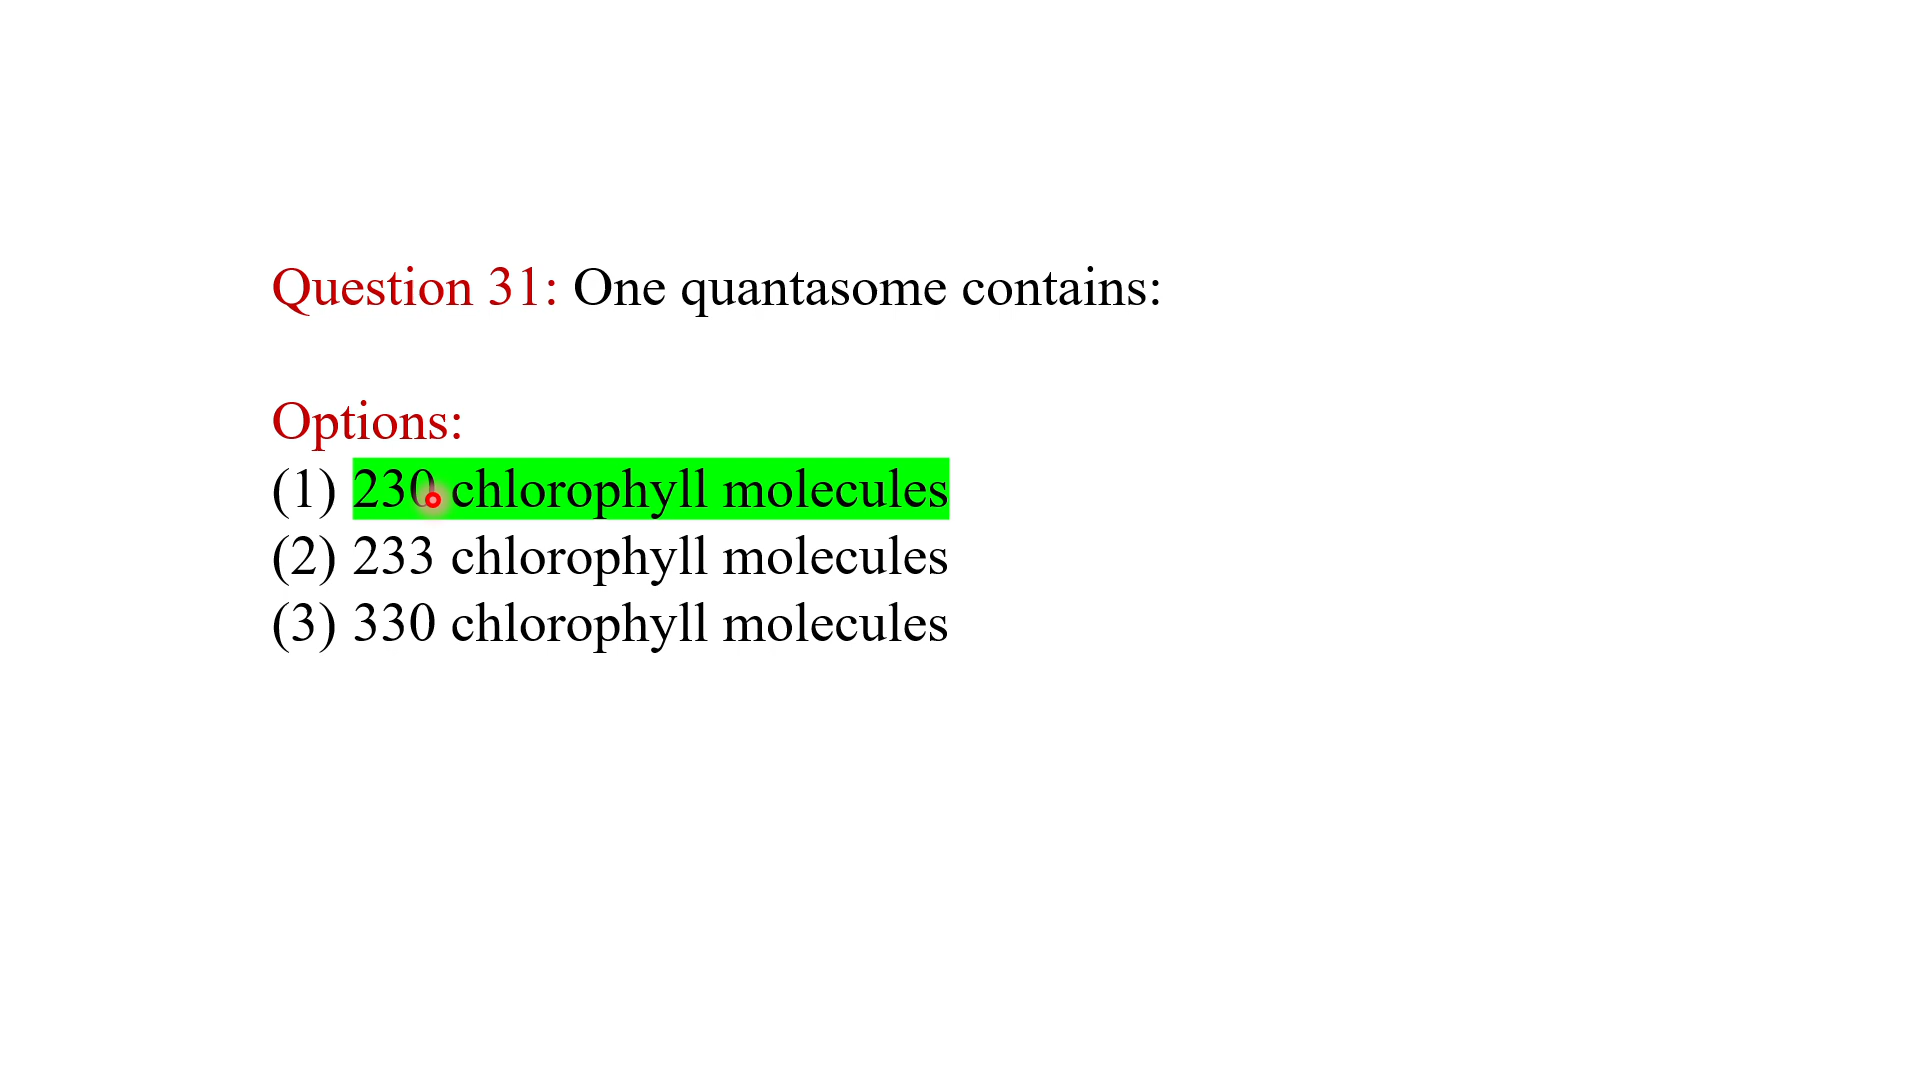 Question 31: One quantasome contains:
Options:
(1) 230 chlorophyll molecules
(2) 233 chlorophyll molecules
(3) 330 chlorophyll molecules